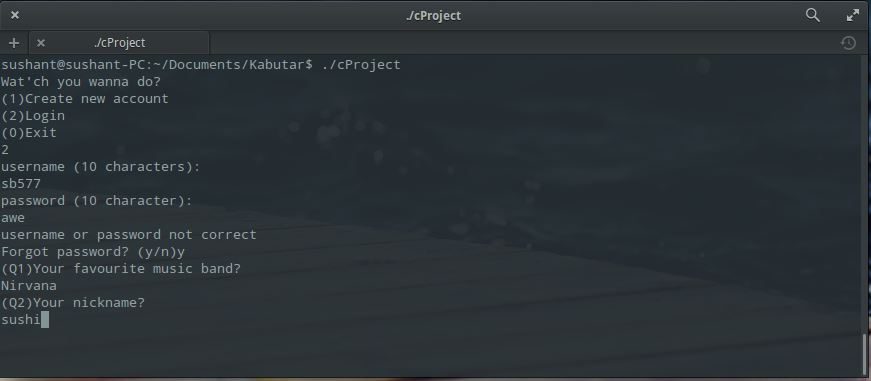 ./cProject
./cProject
sushant@sushant-PC:~/Documents/Kabutar$ ./cProject
Wat'ch you wanna do?
(1)Create new account
(2)Login
(0)Exit
2
username (10 characters):
sb577
password (10 character):
awe
username or password not correct
Forgot password? (y/n)y
(Q1)Your favourite music band?
Nirvana
(Q2)Your nickname?
sushi